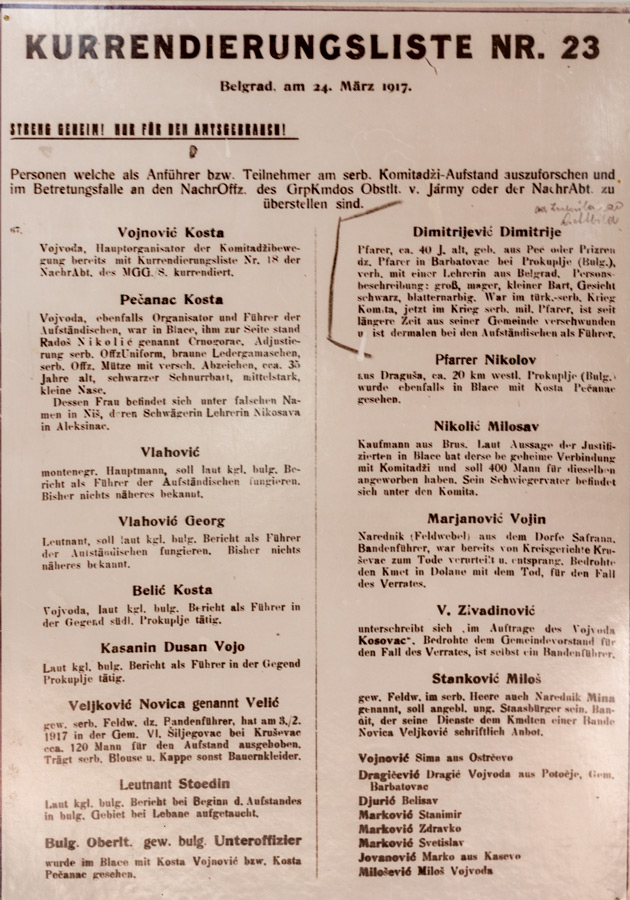 KURRENDIERUNGSLISTE NR. 23
Belgrad, am 24. März 1917.
STRENG GEHEIM! NUR FÜR DEN AMTSGEBRAUCH!
Personen welche als Anführer bzw. Teilnehmer am serb. Komitadži-Aufstand auszuforschen und
im Betretungsfalle an den NachrOffz. des GrpKmdos Obstlt. v. Jármy oder der NachrAbt. zu
überstellen sind.
67.
Vojnović Kosta
Vojvoda, Hauptorganisator der Komitadžibewe-
gung bereits mit Kurrendierungsliste Nr. 18 der
NachrAbt. des MGG./S. kurrendiert.
Pećanac Kosta
Vojvoda, ebenfalls Organisator und Führer der
Aufständischen, war in Blace, ihm zur Seite stand
Radoš Nikolić genannt Crnogorac. Adjustie-
rung serb. OffzUniform, braune Ledergamaschen,
serb. Offz. Mütze mit versch. Abzeichen, cca. 35
Jahre alt, schwarzer Schnurrbart, mittelstark,
kleine Nase.
Dessen Frau befindet sich unter falschen Na-
men in Niš, deren Schwägerin Lehrerin Nikosava
in Aleksinac.
Vlahović
montenegr. Hauptmann, soll laut kgl. bulg. Be-
richt als Führer der Aufständischen fungieren.
Bisher nichts näheres bekannt.
Vlahović Georg
Leutnant, soll laut kgl. bulg. Bericht als Führer
der Aufständischen fungieren. Bisher nichts
näheres bekannt.
Belić Kosta
Vojvoda, laut kgl. bulg. Bericht als Führer in
der Gegend südl. Prokuplje tätig.
Kasanin Dusan Vojo
Laut kgl. bulg. Bericht als Führer in der Gegend
Prokuplje tätig.
Veljković Novica genannt Velić
gew. serb. Feldw. dz. Bandenführer, hat am 3./2.
1917 in der Gem. Vl. Šiljegovac bei Kruševac
cca. 120 Mann für den Aufstand ausgehoben.
Trägt serb. Blouse u. Kappe sonst Bauernkleider.
Leutnant Stoedin
Laut kgl. bulg. Bericht bei Beginn d. Aufstandes
in bulg. Gebiet bei Lebane aufgetaucht.
Bulg. Oberlt. gew. bulg. Unteroffizier
wurde im Blace mit Kosta Vojnović bzw. Kosta
Pećanac gesehen.
Dimitrijević Dimitrije
Pfarrer, ca. 40 J. alt, geb. aus Peć oder Prizren
dz. Pfarrer in Barbatovac bei Prokuplje (Bulg.),
verh. mit einer Lehrerin aus Belgrad. Persons-
beschreibung: groß, mager, kleiner Bart, Gesicht
schwarz, blatternarbig. War im türk.-serb. Krieg
Komita, jetzt im Krieg serb. mil. Pfarrer, ist seit
längere Zeit aus seiner Gemeinde verschwunden
u. ist dermalen bei den Aufständischen als Führer.
Pfarrer Nikolov
aus Draguša, ca. 20 km westl. Prokuplje (Bulg.)
wurde ebenfalls in Blace mit Kosta Pećanac
gesehen.
Nikolić Milosav
Kaufmann aus Brus. Laut Aussage der Justifi-
zierten in Blace hat derse be geheime Verbindung
mit Komitadži und soll 400 Mann für dieselben
angeworben haben. Sein Schwiegervater befindet
sich unter den Komita.
Marjanović Vojin
Narednik (Feldwebel) aus dem Dorfe Safrana.
Bandenführer, war bereits von Kreisgerichte Kru-
ševac zum Tode verurteilt u. entsprang. Bedrohte
den Kmet in Dolane mit dem Tod, für den Fall
des Verrates.
V. Zivadinović
unterschreibt sich „im Auftrage des Vojvoda
Kosovac". Bedrohte dem Gemeindevorstand für
den Fall des Verrates, ist selbst ein Bandenführer.
Stanković Miloš
gew. Feldw. im serb. Heere auch Narednik Mina
genannt, soll angebl. ung. Staasbürger sein. Ban-
dit, der seine Dienste dem Kmdten einer Bande
Novica Veljković schriftlich Anbot.
Vojnović Sima aus Ostrćevo
Dragićević Dragić Vojvoda aus Potočje, Gem.
Barbatovac
Djurić Belisav
Marković Stanimir
Marković Zdravko
Marković Svetislav
Jovanović Marko aus Kasevo
Milošević Miloš Vojvoda